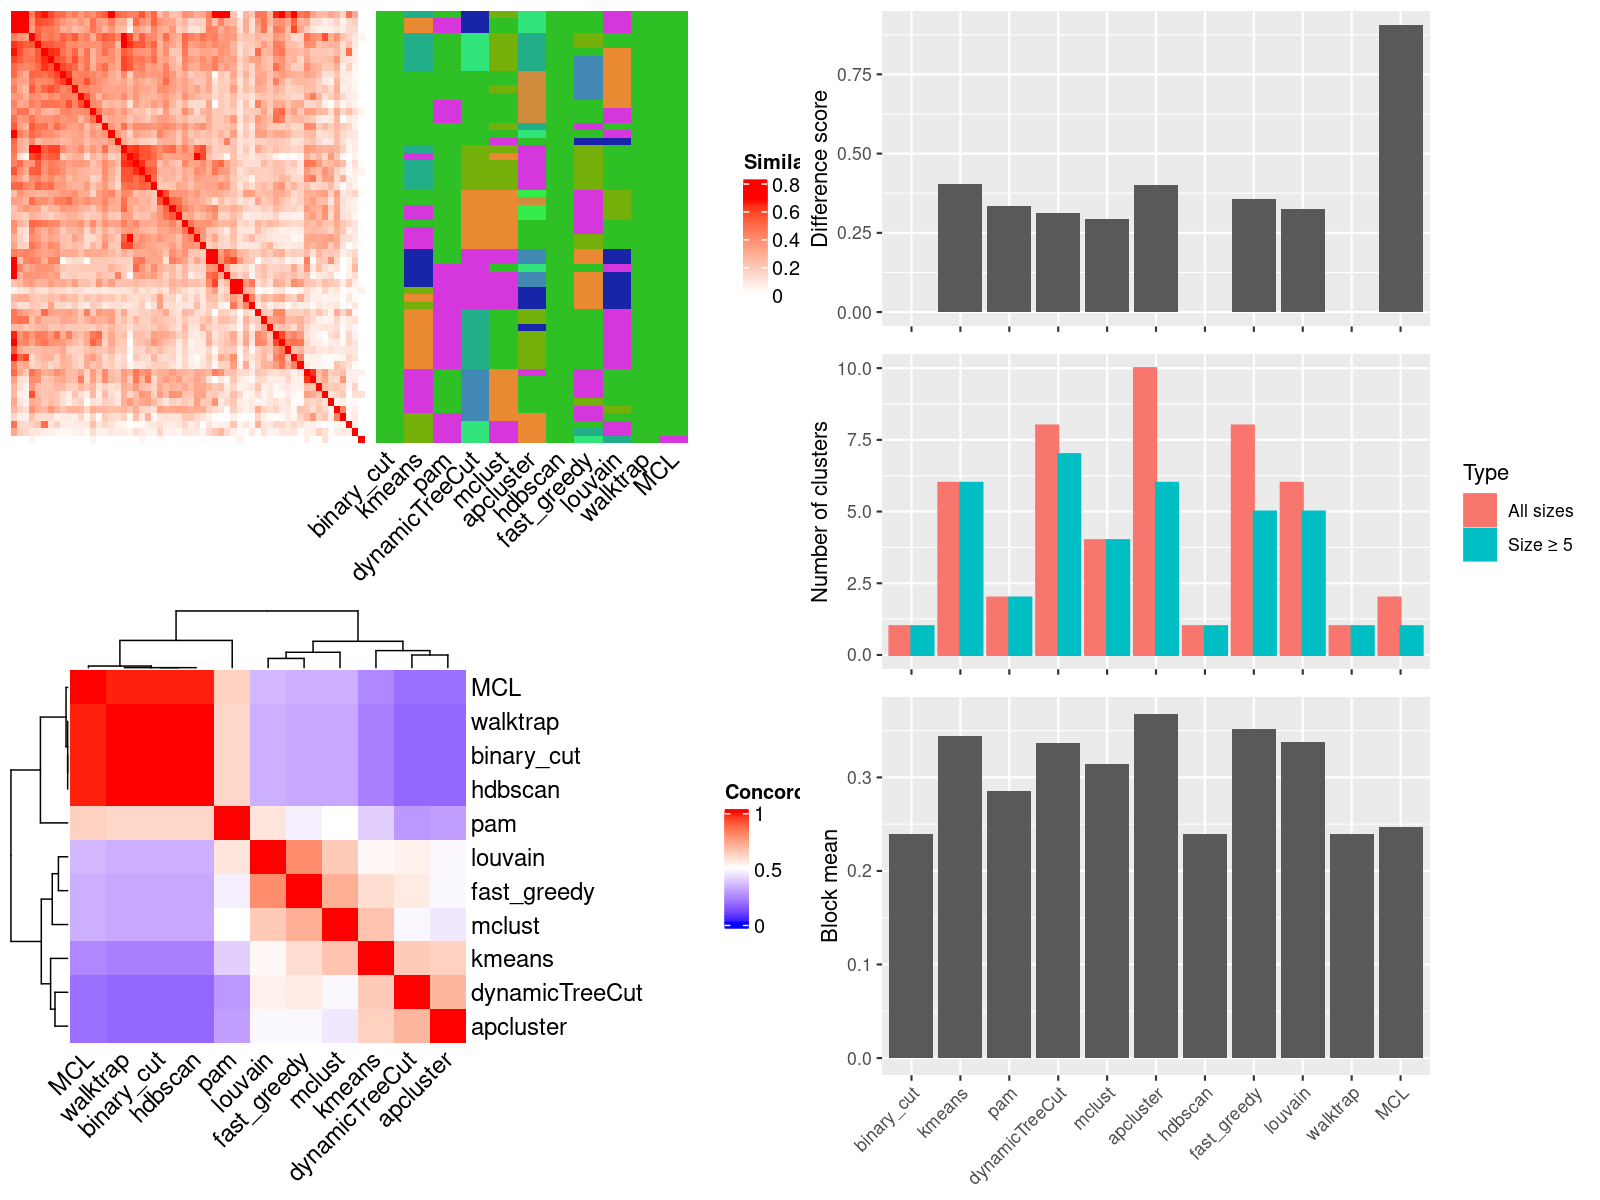 Simila
0.8
0.6
0.4
0.2
0
binary_cut
kmeans
pam
dynamicTreeCut
mclust
apcluster
hdbscan
fast_greedy
louvain
walktrap
MCL
MCL
walktrap
binary_cut
hdbscan
pam
louvain
fast_greedy
mclust
kmeans
dynamicTreeCut
apcluster
MCL
walktrap
binary_cut
hdbscan
pam
louvain
fast_greedy
mclust
kmeans
dynamicTreeCut
apcluster
Concord
1
0.5
0
Difference score
0.75
0.50
0.25
0.00
Number of clusters
10.0
7.5
5.0
2.5
0.0
Type
All sizes
Size ≥ 5
Block mean
0.3
0.2
0.1
0.0
binary_cut
kmeans
pam
dynamicTreeCut
mclust
apcluster
hdbscan
fast_greedy
louvain
walktrap
MCL